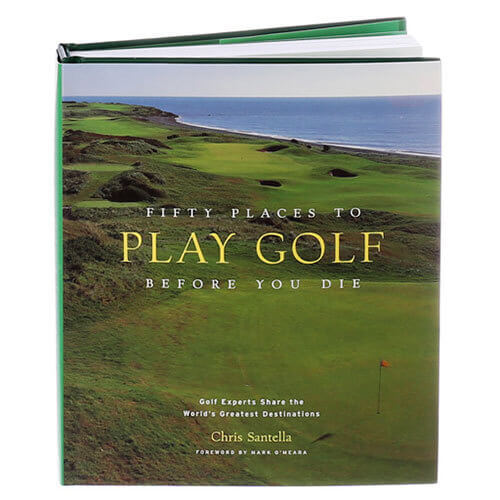 FIFTY PLACES TO
PLAY GOLF
BEFORE YOU DIE
Golf Experts Share the
World's Greatest Destinations
Chris Santella
FOREWORD BY MARK O'MEARA